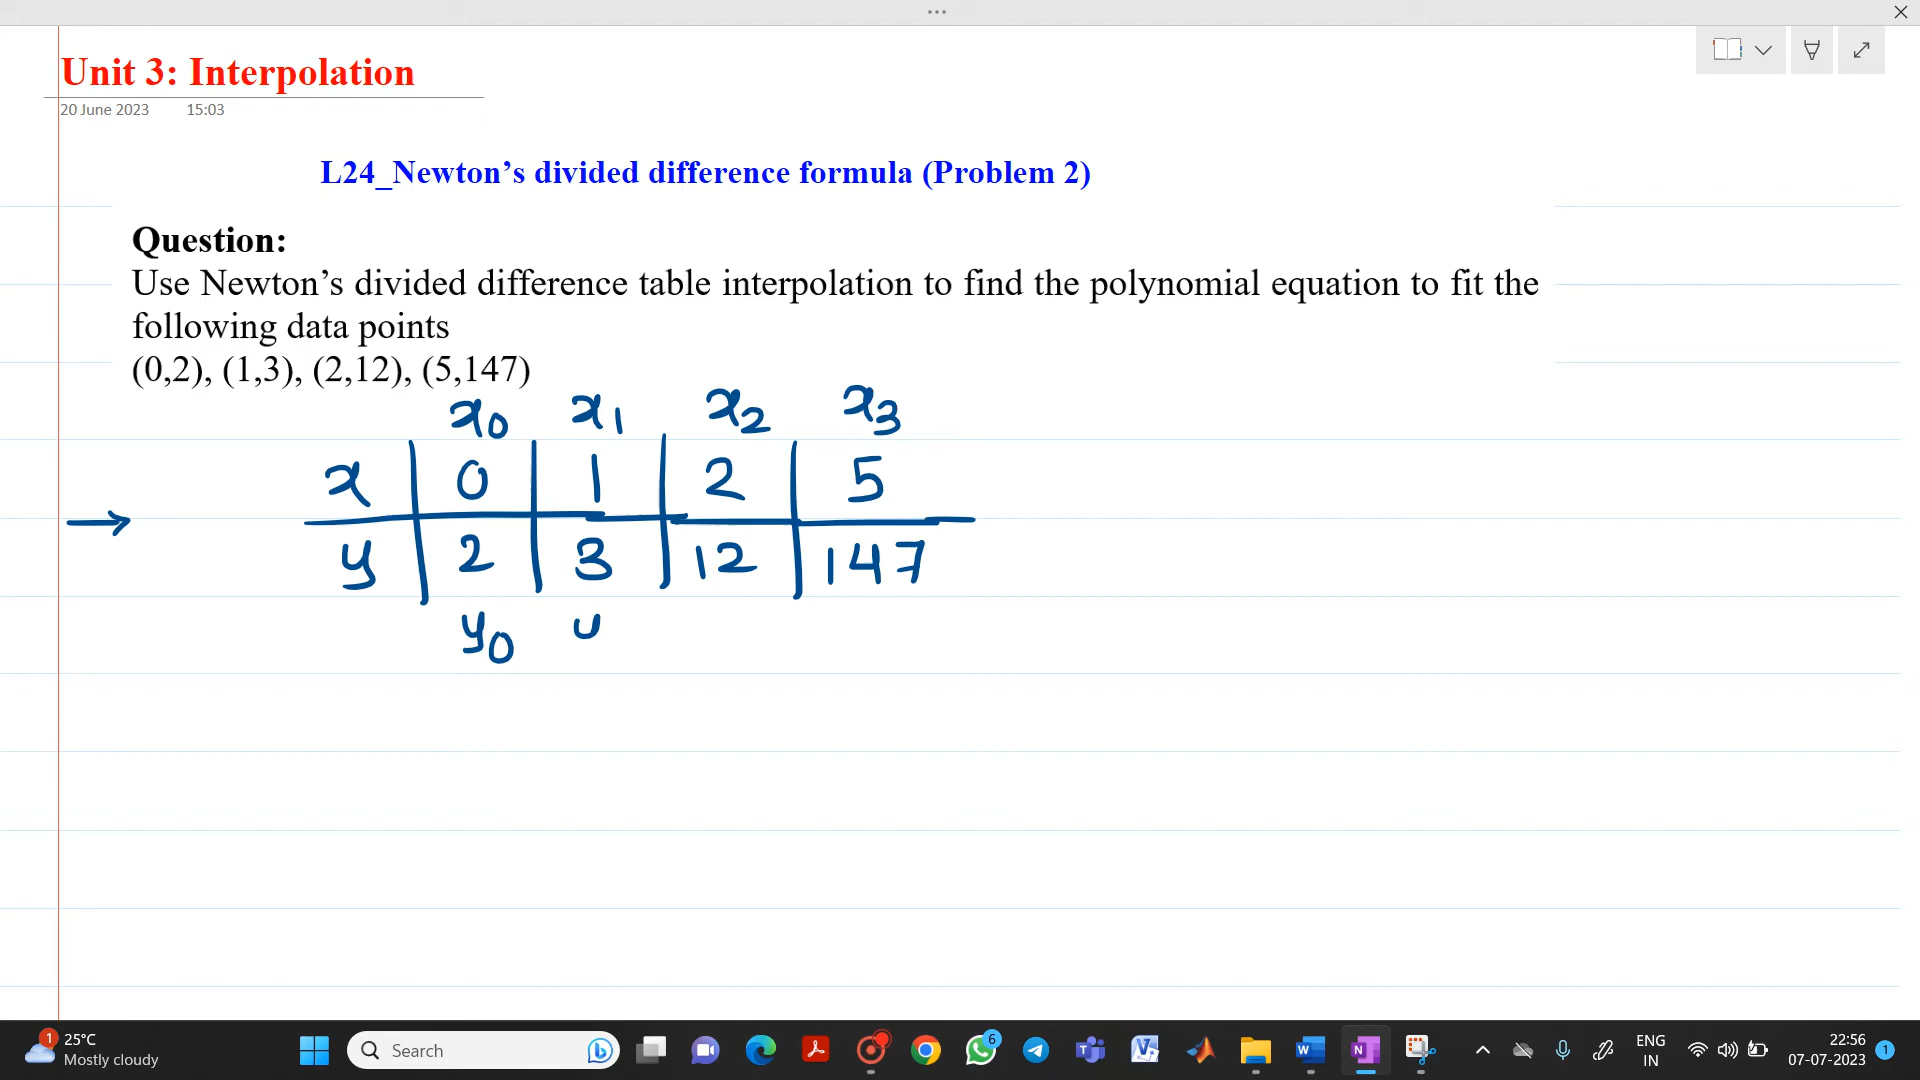 Unit 3: Interpolation
20 June 2023 15:03
L24_Newton’s divided difference formula (Problem 2)
Question:
Use Newton’s divided difference table interpolation to find the polynomial equation to fit the
following data points
(0,2), (1,3), (2,12), (5,147)
x0 x1 x2 x3
x 0 1 2 5
y 2 3 12 147
y0
1
25°C
Mostly cloudy
Search
6
ENG
IN
22:56
07-07-2023
1